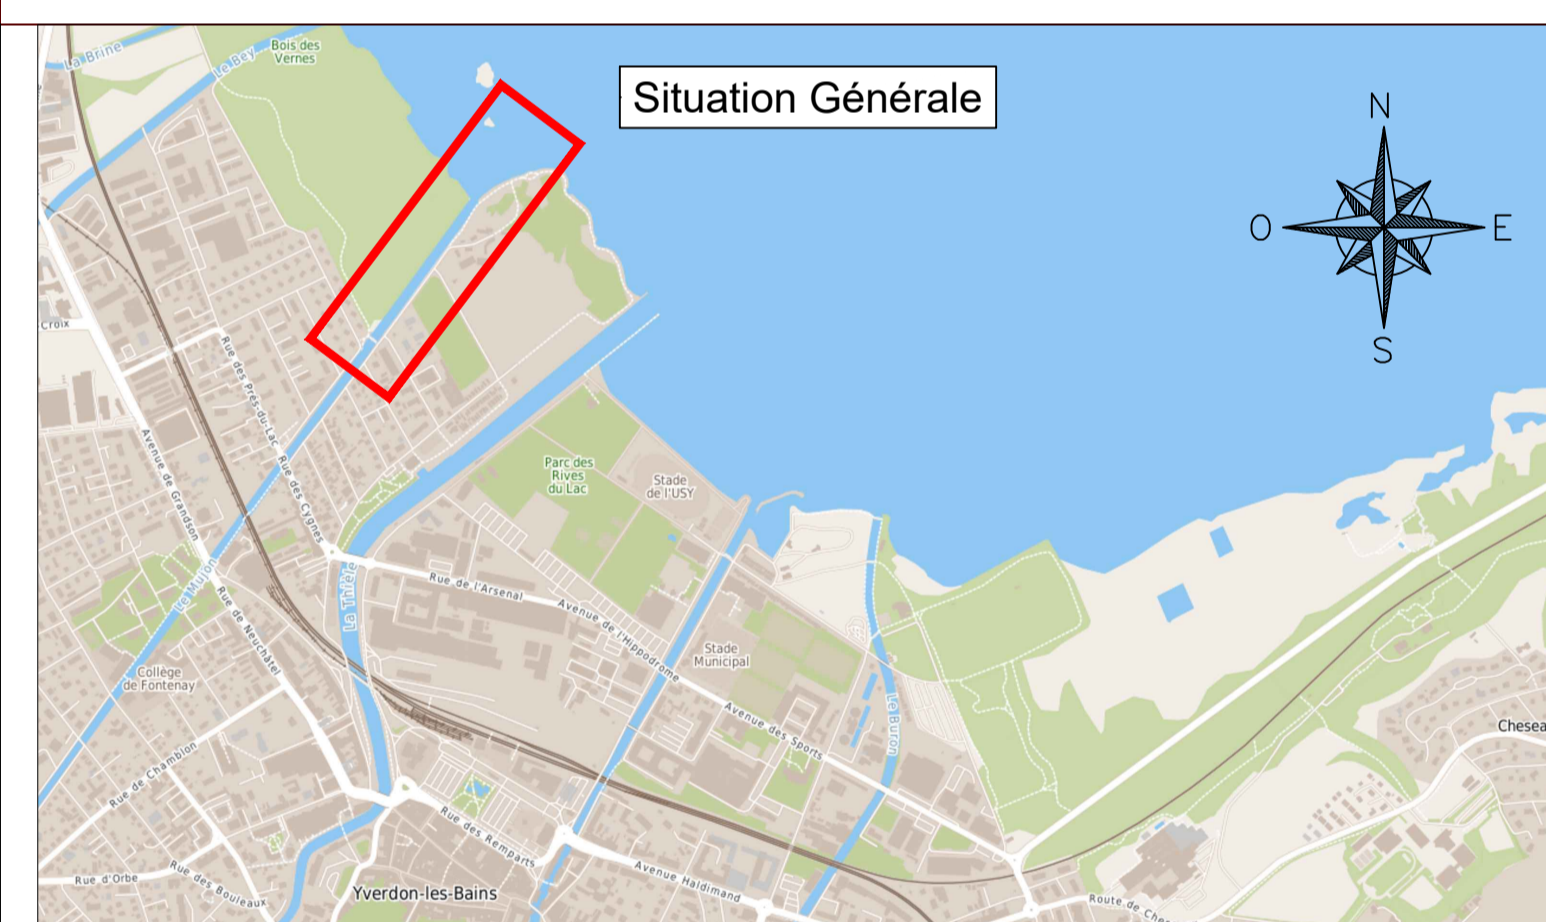 La Brine
Le Bey
Bois des
Vernes
Situation Générale
N
O
E
S
Croix
Rue des Prés-du-Lac
Rue des Cygnes
Avenue de Grandson
Parc des
Rives
du Lac
Stade
de l'USY
Le Mujon
La Thièle
Rue de l'Arsenal
Avenue de l'Hippodrome
Rue de Neuchâtel
Stade
Municipal
Collège
de Fontenay
Avenue des Sports
Le Buron
Chesea
Rue de Chamblon
Rue des Remparts
Avenue Haldimand
Rue d'Orbe
Rue des Bouleaux
Yverdon-les-Bains
Route de Ches